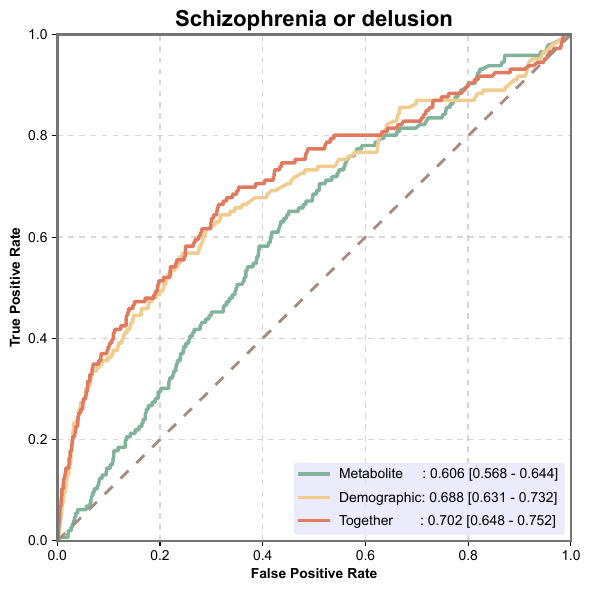 Schizophrenia or delusion
1.0
0.8
0.6
0.4
0.2
0.0
True Positive Rate
Metabolite : 0.606 [0.568 - 0.644]
Demographic: 0.688 [0.631 - 0.732]
Together : 0.702 [0.648 - 0.752]
0.0 0.2 0.4 0.6 0.8 1.0
False Positive Rate